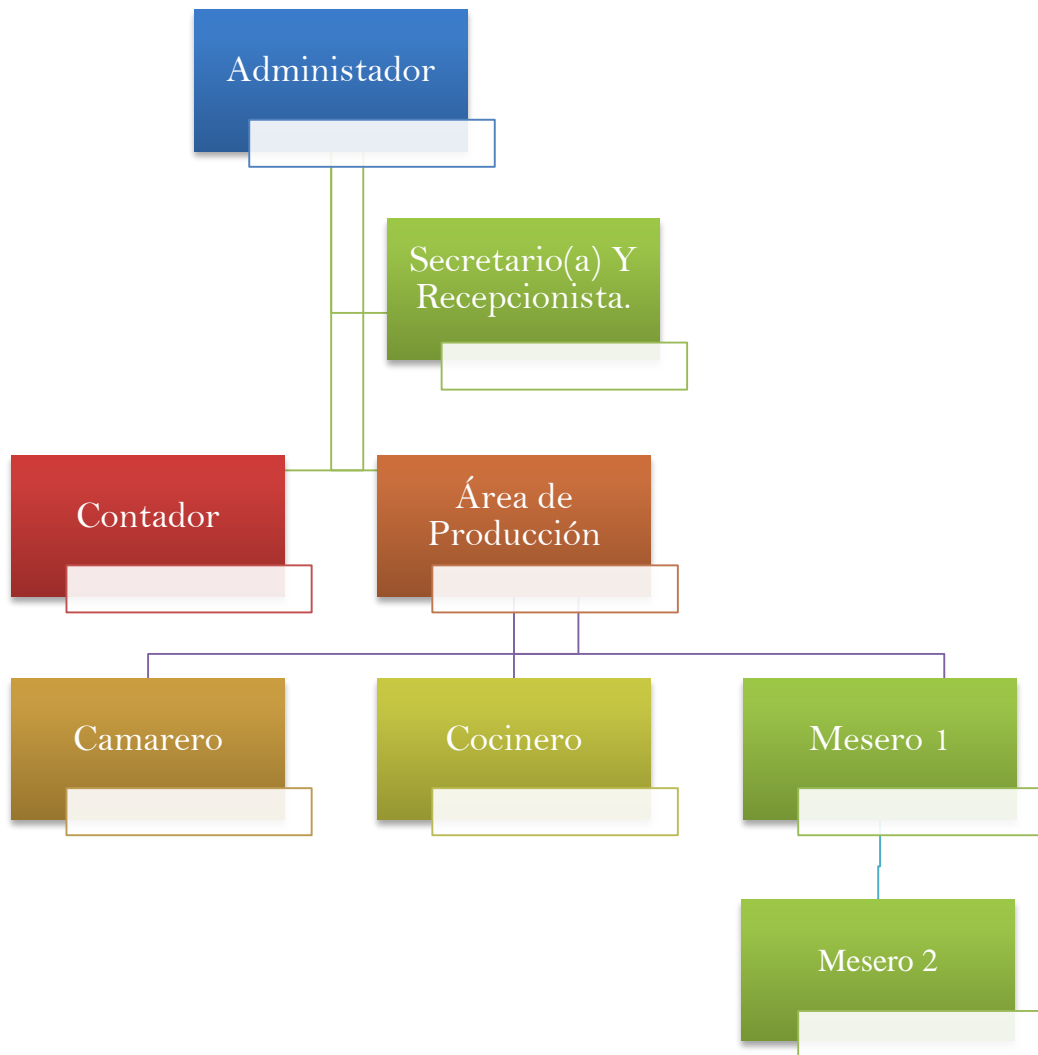 Administador
Secretario(a) Y
Recepcionista.
Contador
Área de
Producción
Camarero
Cocinero
Mesero 1
Mesero 2